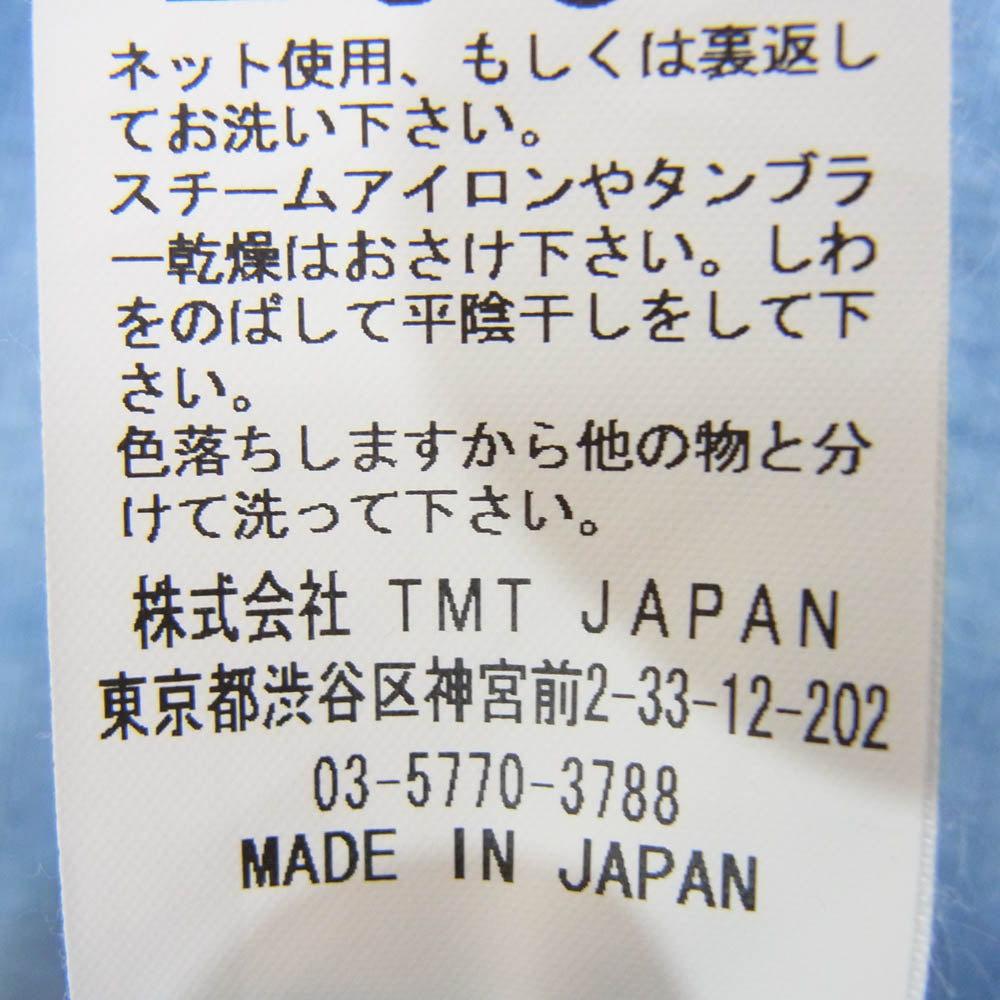 ネット使用、もしくは裏返し
てお洗い下さい。
スチームアイロンやタンブラ
ー乾燥はおさけ下さい。しわ
をのばして平陰干しをして下
さい。
色落ちしますから他の物と分
けて洗って下さい。
株式会社 TMT JAPAN
東京都渋谷区神宮前2-33-12-202
03-5770-3788
MADE IN JAPAN